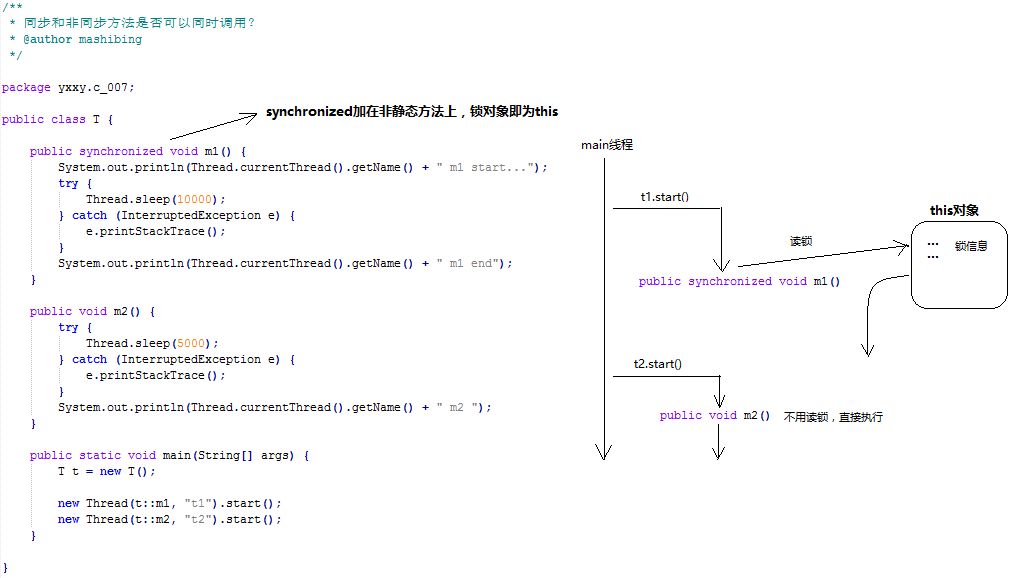 /**
 * 同步和非同步方法是否可以同时调用?
 * @author mashibing
 */
package yxxy.c_007;
public class T {
synchronized加在非静态方法上，锁对象即为this
    public synchronized void m1() {
        System.out.println(Thread.currentThread().getName() + " m1 start...");
        try {
            Thread.sleep(10000);
        } catch (InterruptedException e) {
            e.printStackTrace();
        }
        System.out.println(Thread.currentThread().getName() + " m1 end");
    }
    public void m2() {
        try {
            Thread.sleep(5000);
        } catch (InterruptedException e) {
            e.printStackTrace();
        }
        System.out.println(Thread.currentThread().getName() + " m2 ");
    }
    public static void main(String[] args) {
        T t = new T();
        new Thread(t::m1, "t1").start();
        new Thread(t::m2, "t2").start();
    }
}
main线程
t1.start()
读锁
public synchronized void m1()
this对象
... 锁信息
...
t2.start()
public void m2() 不用读锁，直接执行